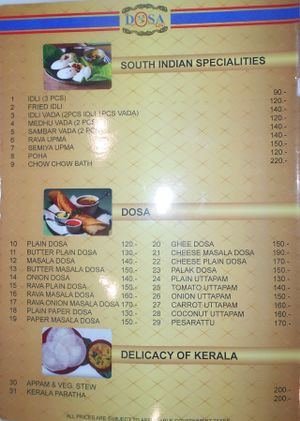 DOSA
SOUTH INDIAN SPECIALITIES
1 IDLI (3 PCS) 90.-
2 FRIED IDLI 120.-
3 IDLI VADA (2PCS IDLI 1PCS VADA) 120.-
4 MEDHU VADA (2 PCS) 140.-
5 SAMBAR VADA (2 PCS)
6 RAVA UPMA
7 SEMIYA UPMA 150.-
8 POHA 120.-
9 CHOW CHOW BATH 220.-
DOSA
10 PLAIN DOSA 120.- 20 GHEE DOSA 150.-
11 BUTTER PLAIN DOSA 130.- 21 CHEESE MASALA DOSA 190.-
12 MASALA DOSA 140.- 22 CHEESE PLAIN DOSA 170.-
13 BUTTER MASALA DOSA 150.- 23 PALAK DOSA 150.-
14 ONION DOSA 150.- 24 PLAIN UTTAPAM 130.-
15 RAVA PLAIN DOSA 150.- 25 TOMATO UTTAPAM 150.-
16 RAVA MASALA DOSA 160.- 26 ONION UTTAPAM 150.-
17 RAVA ONION MASALA DOSA 170.- 27 CARROT UTTAPAM 150.-
18 PLAIN PAPER DOSA 150.- 28 COCONUT UTTAPAM 150.-
19 PAPER MASALA DOSA 170.- 29 PESARATTU 150.-
DELICACY OF KERALA
30 APPAM & VEG. STEW 200.-
31 KERALA PARATHA 200.-
ALL PRICES ARE SUBJECT TO